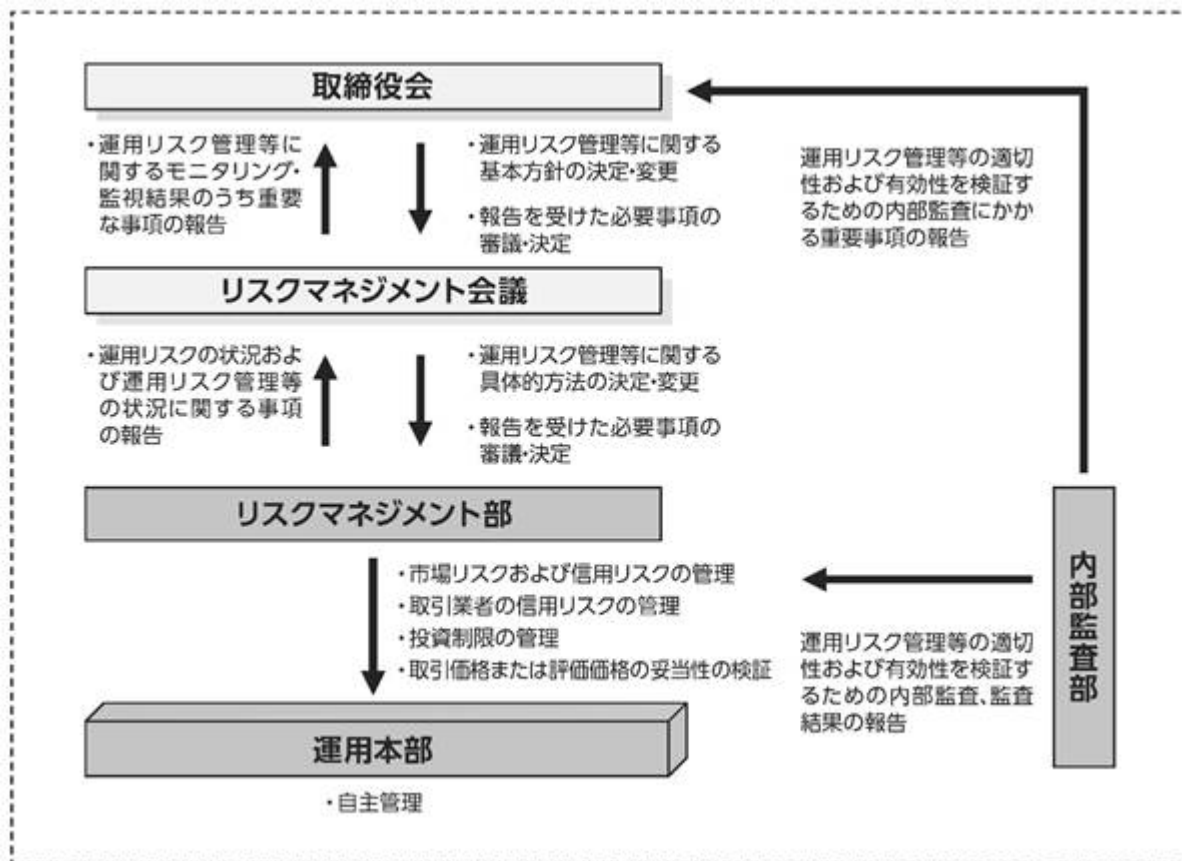 取締役会
・運用リスク管理等に
関するモニタリング・
監視結果のうち重要
な事項の報告
・運用リスク管理等に関する
基本方針の決定・変更
・報告を受けた必要事項の
審議・決定
運用リスク管理等の適切
性および有効性を検証す
るための内部監査にかか
る重要事項の報告
リスクマネジメント会議
・運用リスクの状況およ
び運用リスク管理等
の状況に関する事項
の報告
・運用リスク管理等に関する
具体的方法の決定・変更
・報告を受けた必要事項の
審議・決定
リスクマネジメント部
・市場リスクおよび信用リスクの管理
・取引業者の信用リスクの管理
・投資制限の管理
・取引価格または評価価格の妥当性の検証
内部監査部
運用リスク管理等の適切
性および有効性を検証す
るための内部監査、監査
結果の報告
運用本部
・自主管理